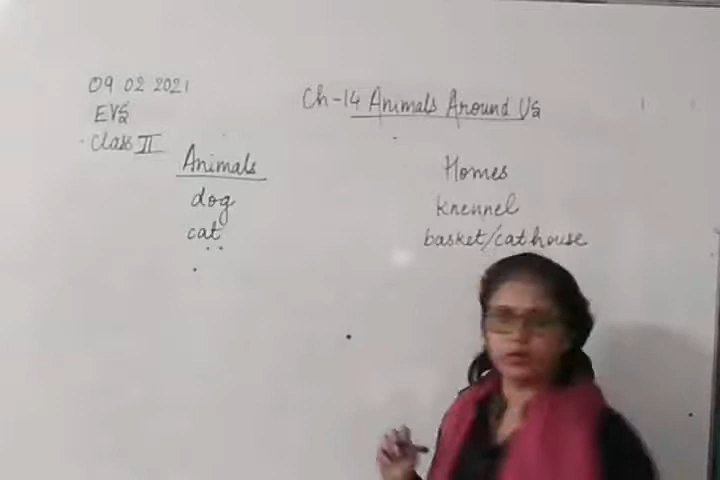 09 02 2021
Ch-14 Animals Around Us
EVS
Class II
Animals
Homes
dog
knennel
cat
basket/cat house